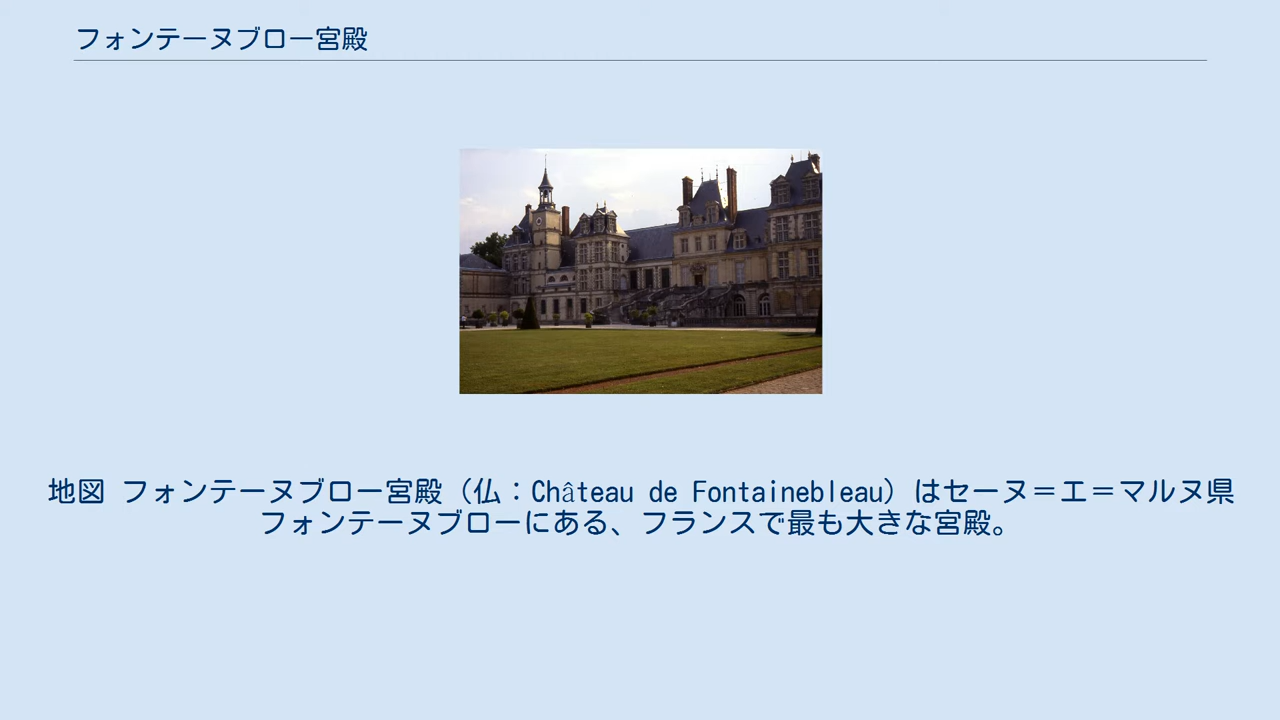 フォンテーヌブロー宮殿
地図 フォンテーヌブロー宮殿（仏：Château de Fontainebleau）はセーヌ＝エ＝マルヌ県
フォンテーヌブローにある、フランスで最も大きな宮殿。